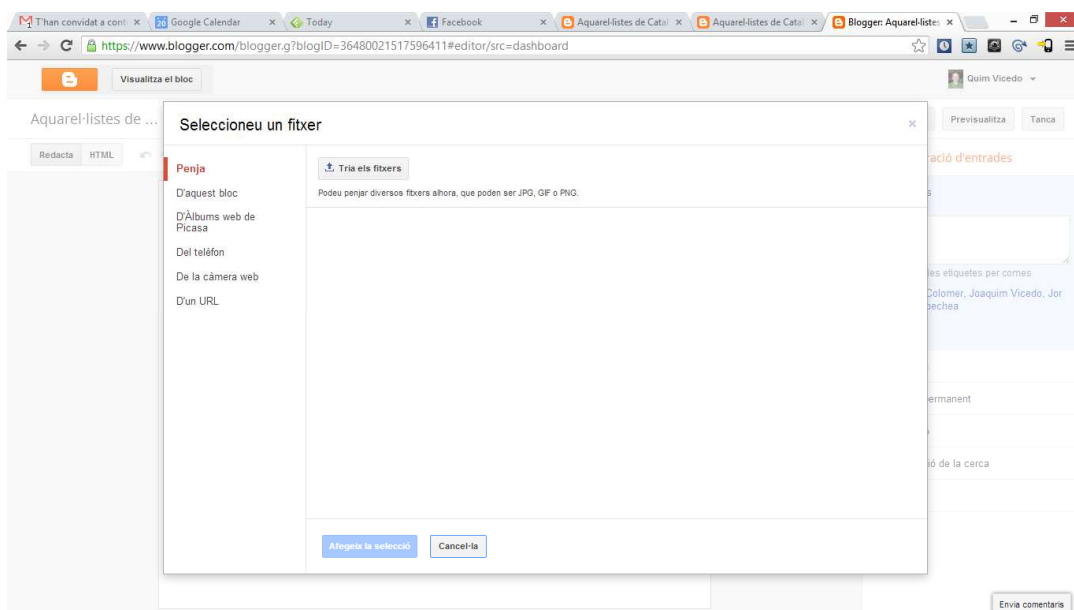 T'han convidat a cont
Google Calendar
Today
Facebook
Aquarel·listes de Catal
Aquarel·listes de Catal
Blogger: Aquarel·listes
https://www.blogger.com/blogger.g?blogID=36480021517596411#editor/src=dashboard
Visualitza el bloc
Quim Vicedo
Aquarel·listes de ...
Seleccioneu un fitxer
Previsualitza
Tanca
Redacta
HTML
Penja
Tria els fitxers
ració d'entrades
D'aquest bloc
Podeu penjar diversos fitxers alhora, que poden ser JPG, GIF o PNG.
s
D'Àlbums web de
Picasa
Del telèfon
De la càmera web
les etiquetes per comes
D'un URL
Colomer, Joaquim Vicedo, Jor
bechea
ermanent
ió de la cerca
Afegeix la selecció
Cancel·la
Envia comentaris